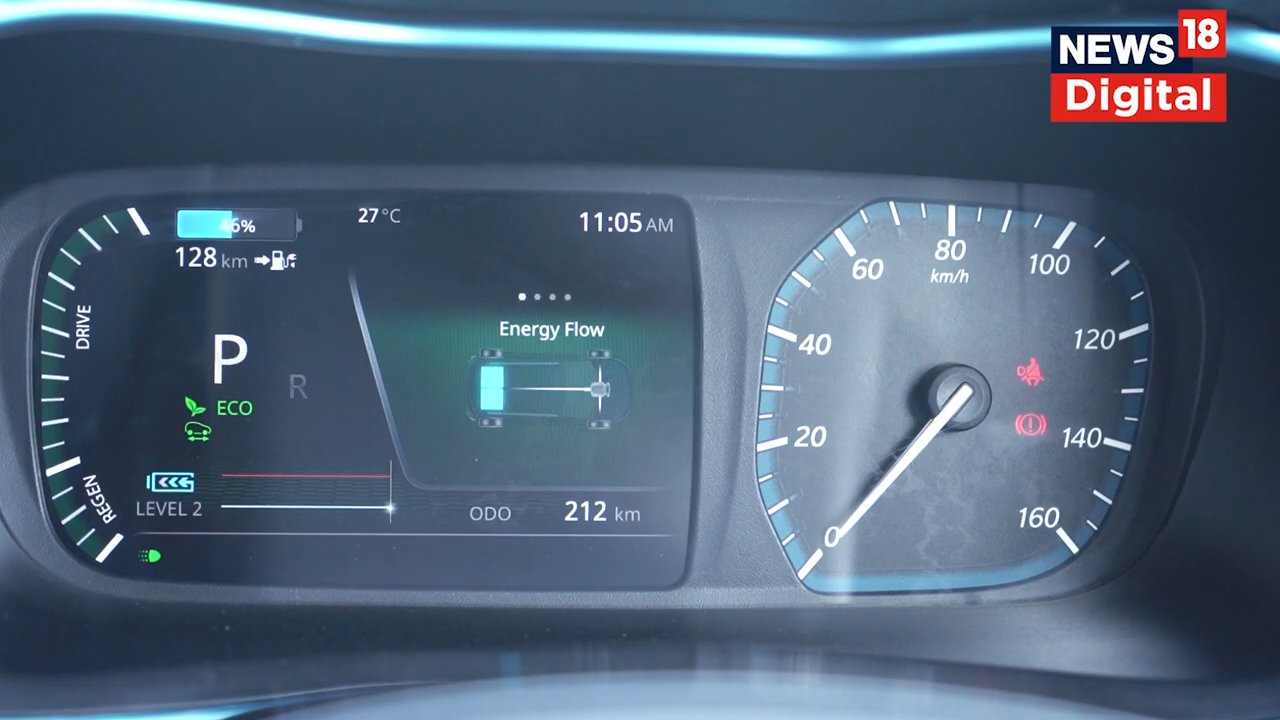 NEWS 18
Digital
46%
27°C
11:05 AM
128 km
Energy Flow
DRIVE
P
R
ECO
REGEN
LEVEL 2
ODO
212 km
0
20
40
60
80
km/h
100
120
140
160